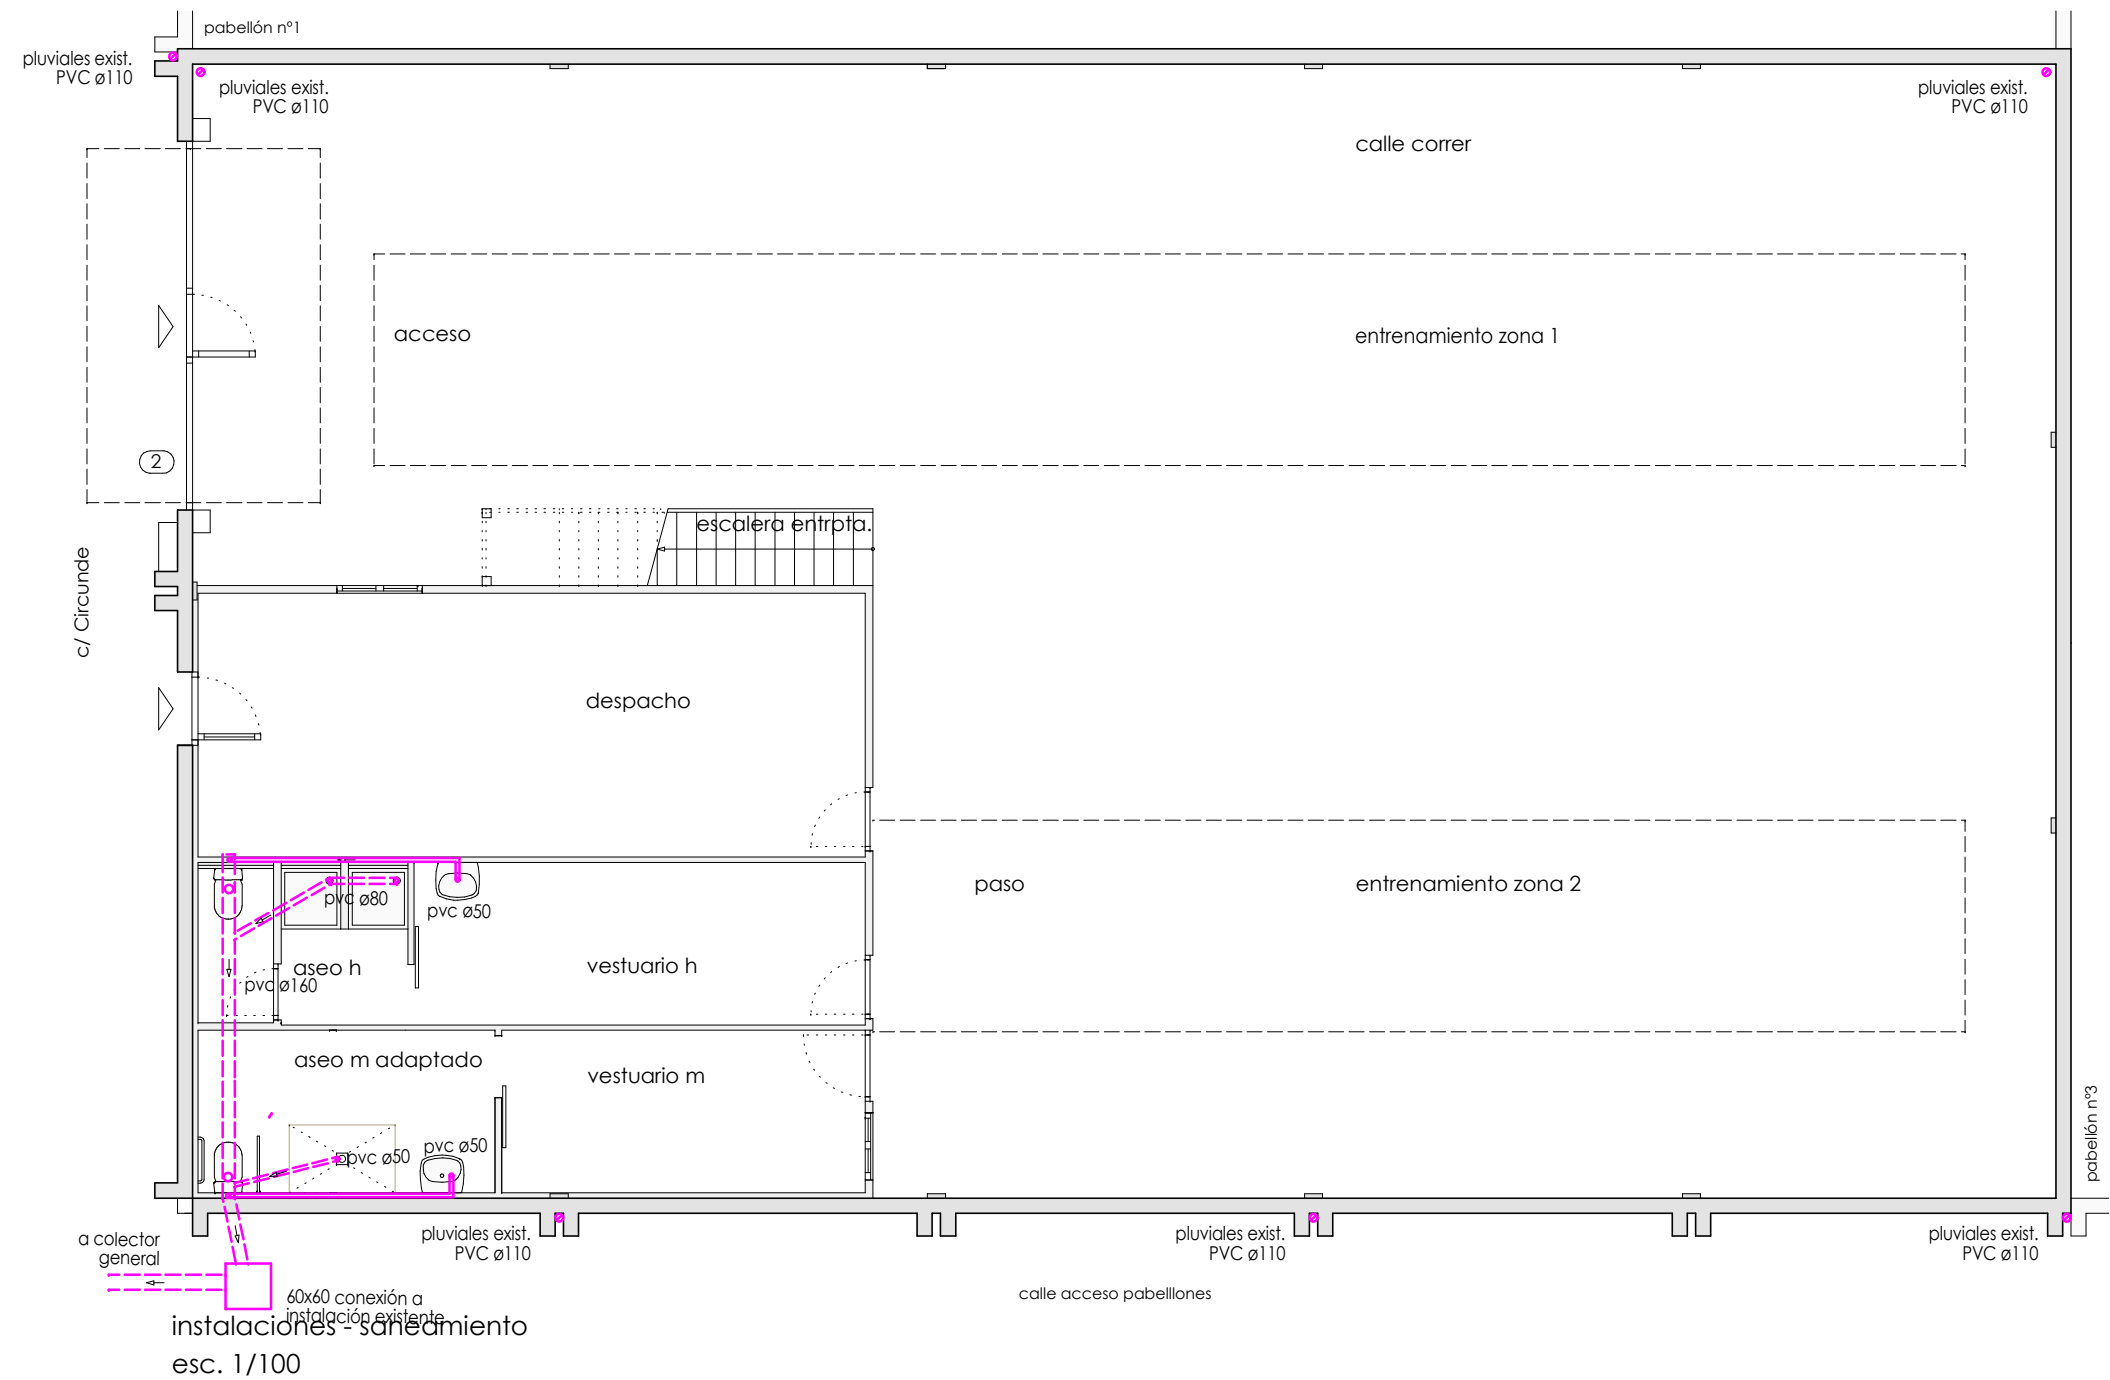 pabellón nº1
pluviales exist.
PVC ø110
pluviales exist.
PVC ø110
pluviales exist.
PVC ø110
calle correr
acceso
entrenamiento zona 1
2
escalera entrpta.
c/ Circunde
despacho
paso
entrenamiento zona 2
pvc ø80
pvc ø50
aseo h
vestuario h
pvc ø160
aseo m adaptado
vestuario m
pvc ø50
pvc ø50
pabellón nº3
a colector
general
pluviales exist.
PVC ø110
pluviales exist.
PVC ø110
pluviales exist.
PVC ø110
60x60 conexión a
instalación existente
calle acceso pabelllones
instalaciones - saneamiento
esc. 1/100